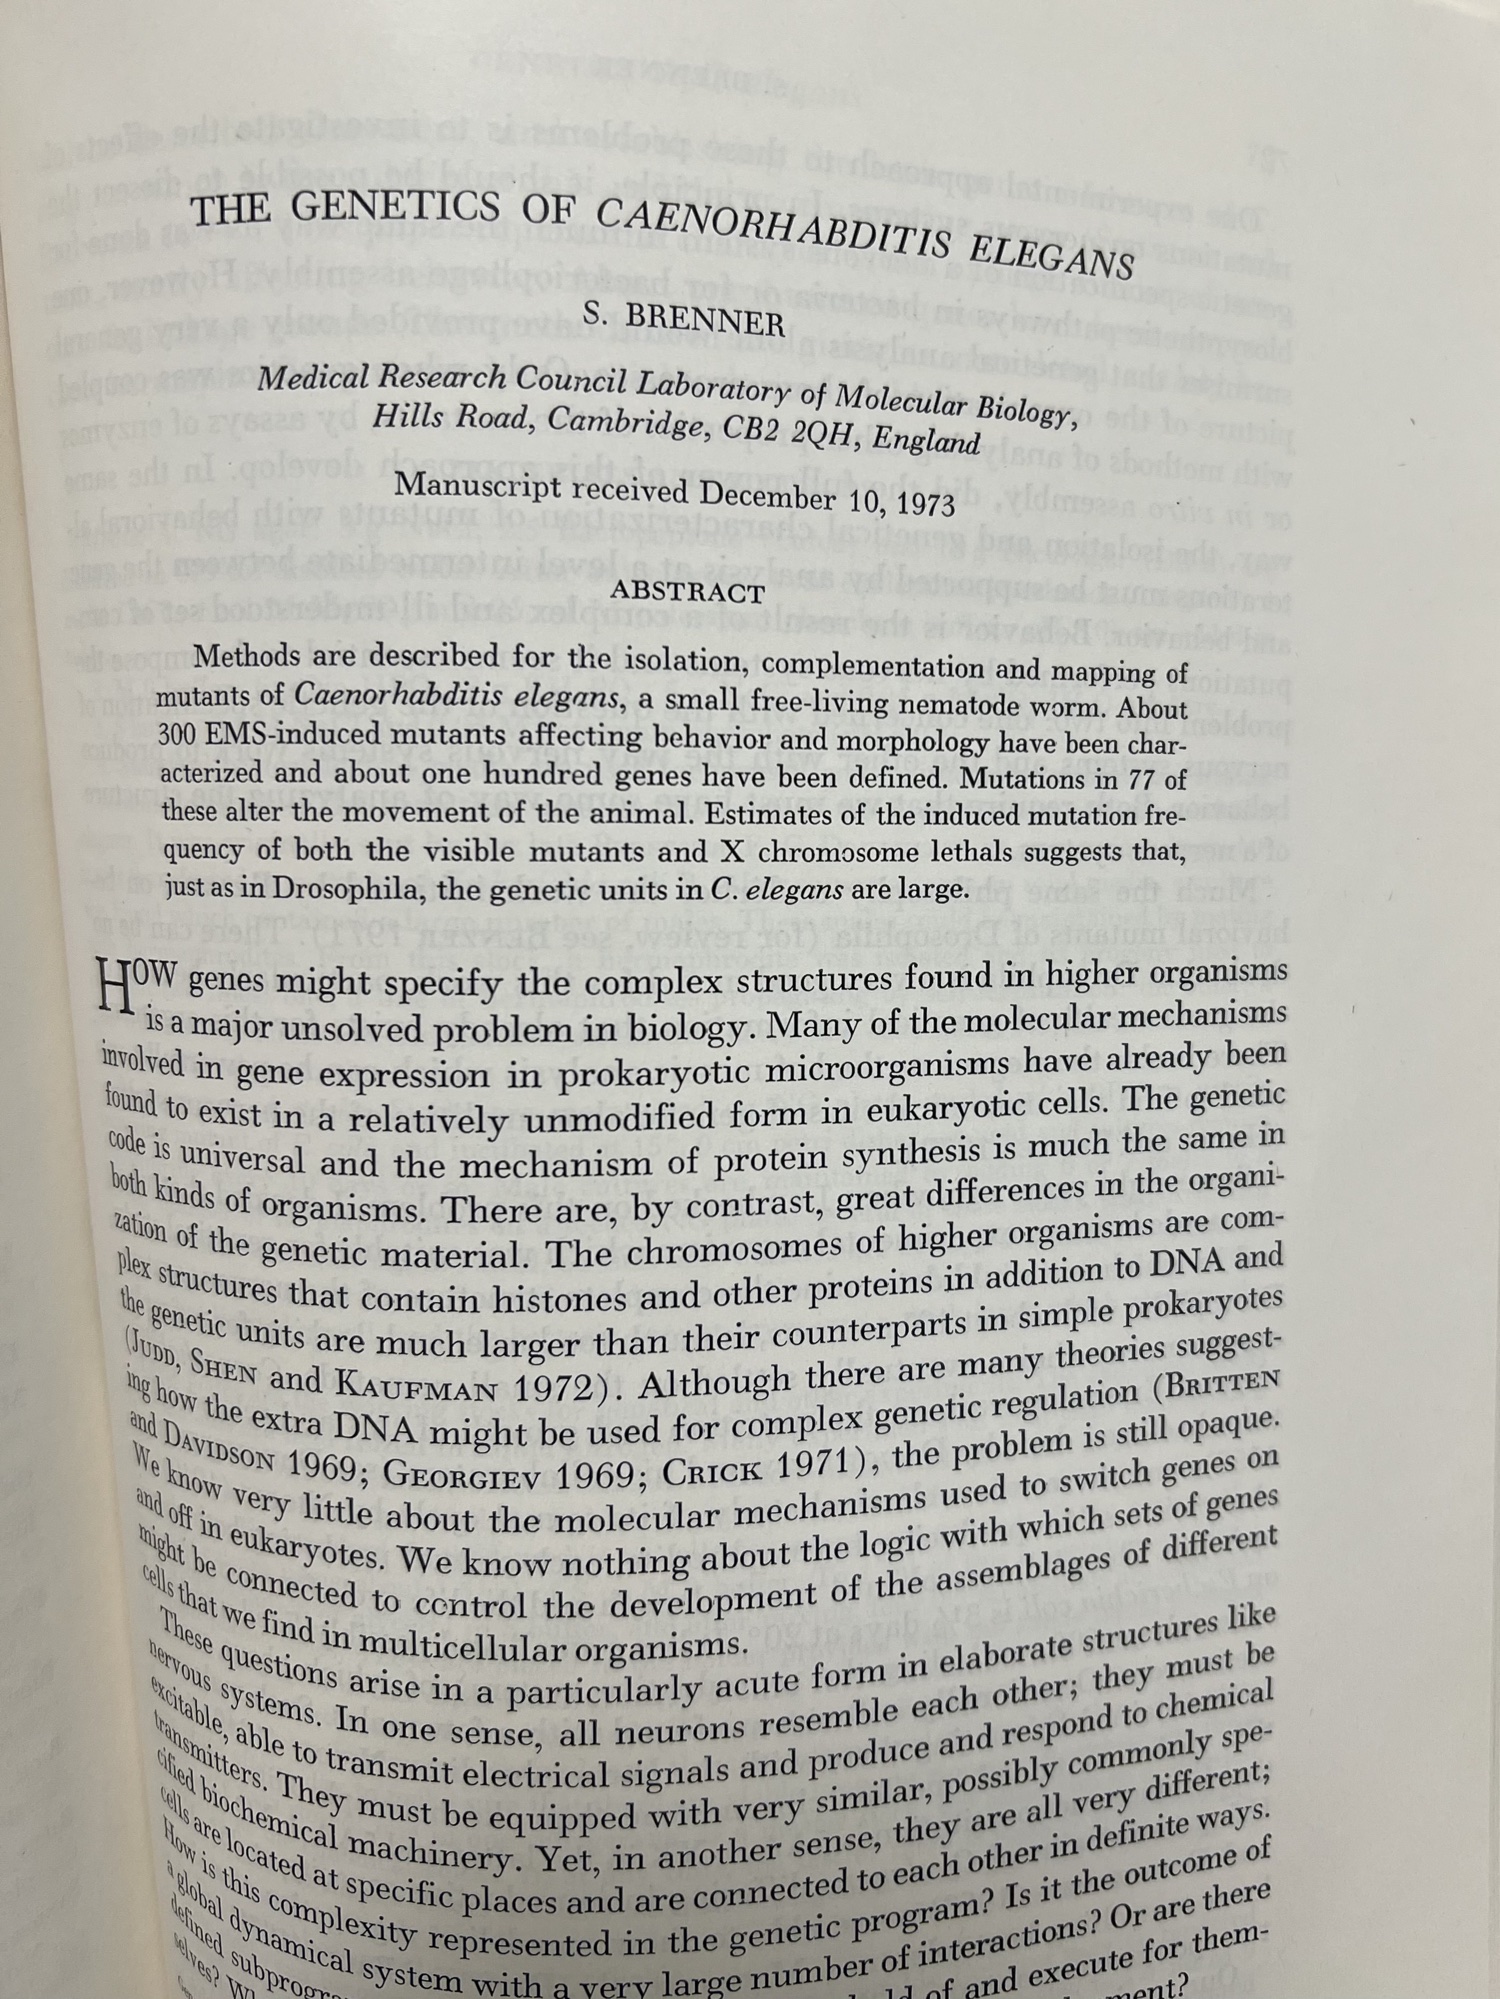 THE GENETICS OF CAENORHABDITIS ELEGANS
S. BRENNER
Medical Research Council Laboratory of Molecular Biology,
Hills Road, Cambridge, CB2 2QH, England
Manuscript received December 10, 1973
ABSTRACT
Methods are described for the isolation, complementation and mapping of
mutants of Caenorhabditis elegans, a small free-living nematode worm. About
300 EMS-induced mutants affecting behavior and morphology have been char-
acterized and about one hundred genes have been defined. Mutations in 77 of
these alter the movement of the animal. Estimates of the induced mutation fre-
quency of both the visible mutants and X chromosome lethals suggests that,
just as in Drosophila, the genetic units in C. elegans are large.
HOW genes might specify the complex structures found in higher organisms
is a major unsolved problem in biology. Many of the molecular mechanisms
involved in gene expression in prokaryotic microorganisms have already been
found to exist in a relatively unmodified form in eukaryotic cells. The genetic
code is universal and the mechanism of protein synthesis is much the same in
both kinds of organisms. There are, by contrast, great differences in the organi-
zation of the genetic material. The chromosomes of higher organisms are com-
plex structures that contain histones and other proteins in addition to DNA and
the genetic units are much larger than their counterparts in simple prokaryotes
(JUDD, SHEN and KAUFMAN 1972). Although there are many theories suggest-
ing how the extra DNA might be used for complex genetic regulation (BRITTEN
and DAVIDSON 1969; GEORGIEV 1969; CRICK 1971), the problem is still opaque.
We know very little about the molecular mechanisms used to switch genes on
and off in eukaryotes. We know nothing about the logic with which sets of genes
might be connected to control the development of the assemblages of different
cells that we find in multicellular organisms.
These questions arise in a particularly acute form in elaborate structures like
nervous systems. In one sense, all neurons resemble each other; they must be
excitable, able to transmit electrical signals and produce and respond to chemical
transmitters. They must be equipped with very similar, possibly commonly spe-
cified biochemical machinery. Yet, in another sense, they are all very different;
cells are located at specific places and are connected to each other in definite ways.
How is this complexity represented in the genetic program? Is it the outcome of
a global dynamical system with a very large number of interactions? Or are there
defined of and execute for them-
selves?